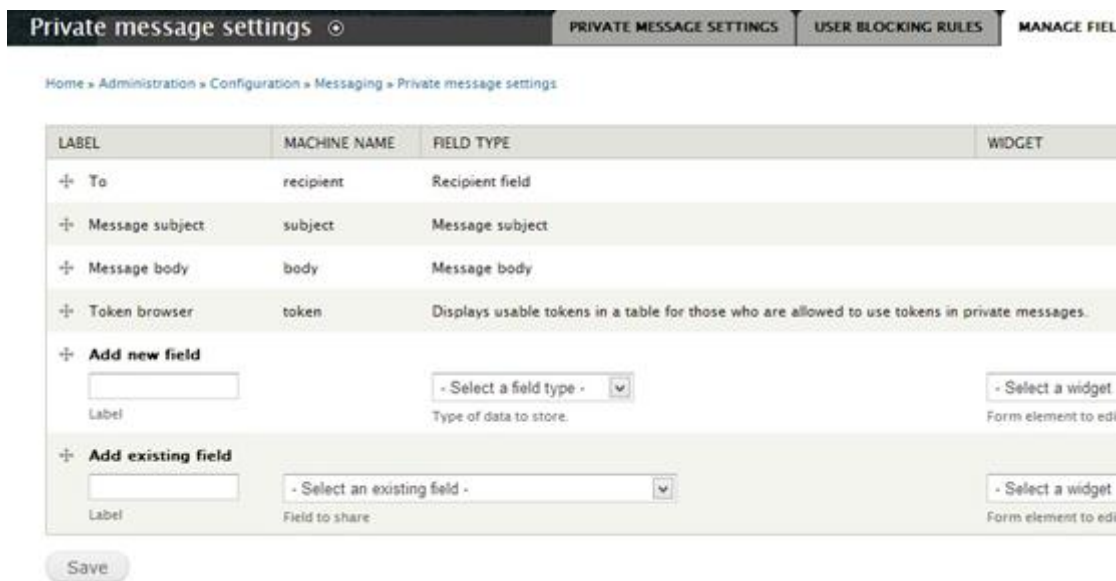 Private message settings
PRIVATE MESSAGE SETTINGS
USER BLOCKING RULES
MANAGE FIEL
Home » Administration » Configuration » Messaging » Private message settings
LABEL MACHINE NAME FIELD TYPE WIDGET
To recipient Recipient field
Message subject subject Message subject
Message body body Message body
Token browser token Displays usable tokens in a table for those who are allowed to use tokens in private messages.
Add new field
- Select a field type - - Select a widget
Label Type of data to store. Form element to edi
Add existing field
- Select an existing field - - Select a widget
Label Field to share Form element to edi
Save